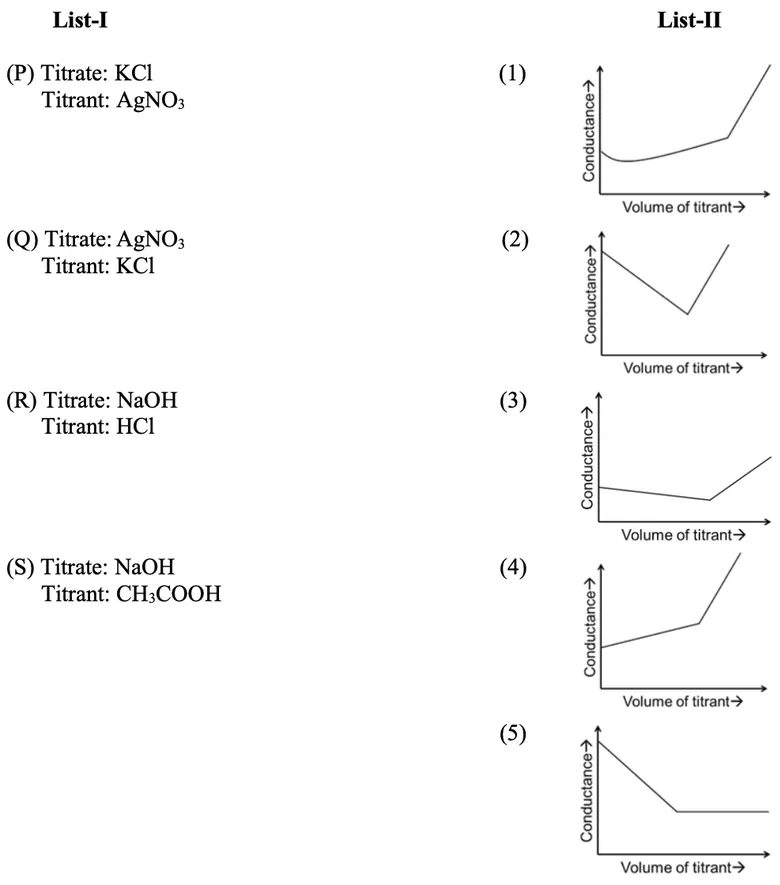 List-I
List-II
(P) Titrate: KCl
Titrant: AgNO₃
(1)
Conductance→
Volume of titrant→
(Q) Titrate: AgNO₃
Titrant: KCl
(2)
Conductance→
Volume of titrant→
(R) Titrate: NaOH
Titrant: HCl
(3)
Conductance→
Volume of titrant→
(S) Titrate: NaOH
Titrant: CH₃COOH
(4)
Conductance→
Volume of titrant→
(5)
Conductance→
Volume of titrant→